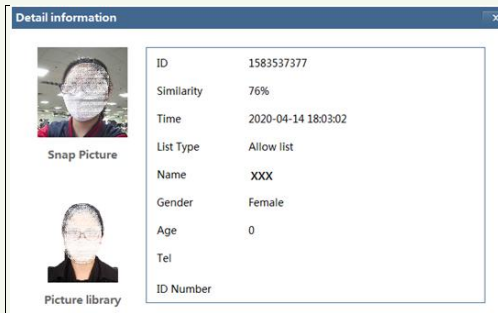 Detail information
x
Snap Picture
Picture library
ID 1583537377
Similarity 76%
Time 2020-04-14 18:03:02
List Type Allow list
Name XXX
Gender Female
Age 0
Tel
ID Number